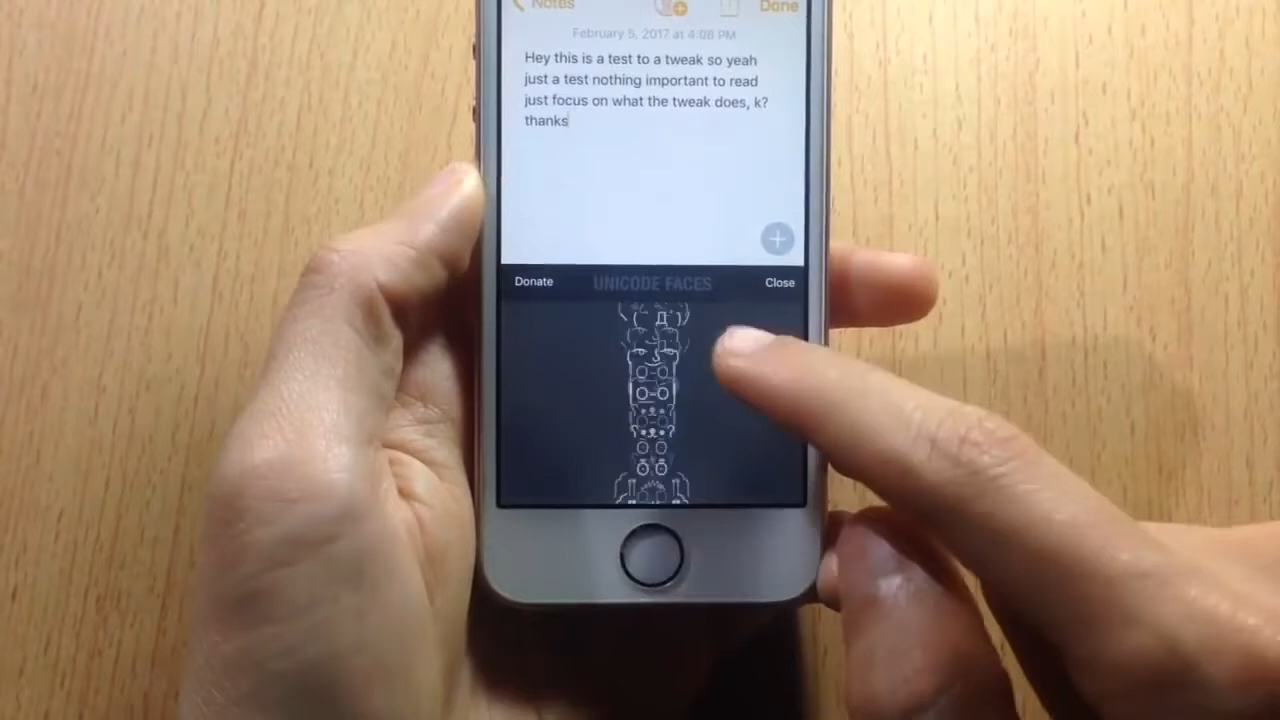 Notes
Done
February 5, 2017 at 4:08 PM
Hey this is a test to a tweak so yeah
just a test nothing important to read
just focus on what the tweak does, k?
thanks
Donate
UNICODE FACES
Close